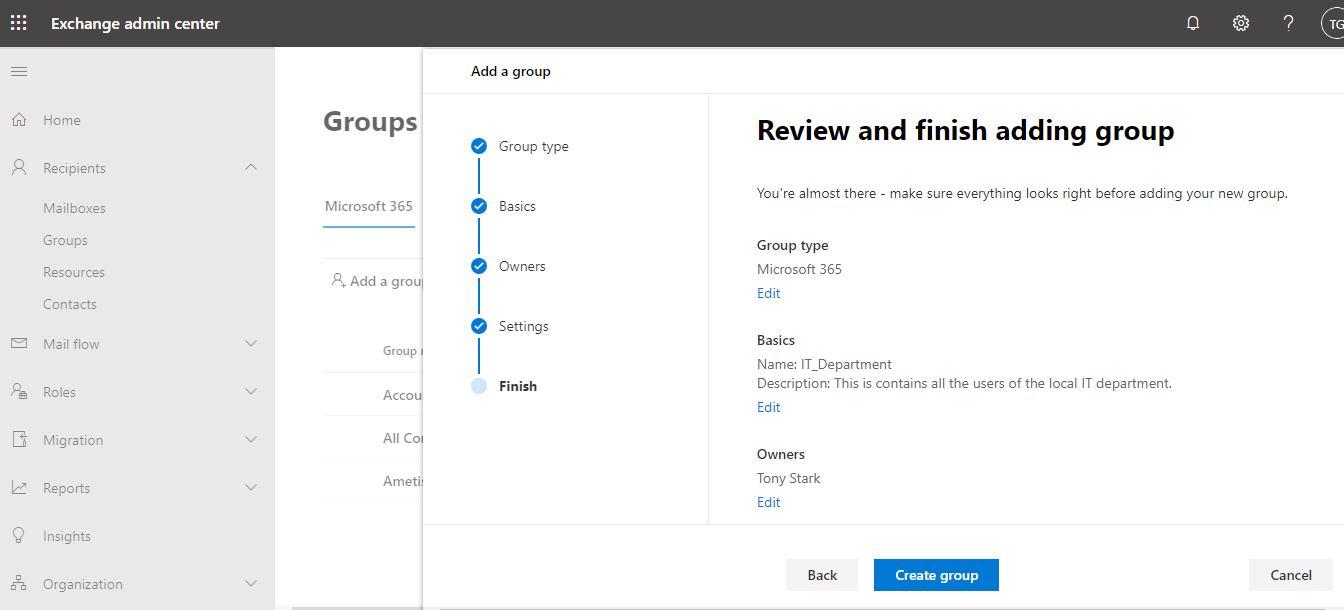 Exchange admin center
TG
Home
Recipients
Mailboxes
Groups
Resources
Contacts
Mail flow
Roles
Migration
Reports
Insights
Organization
Groups
Microsoft 365
Add a grou
Group
Accou
All Co
Ameti
Add a group
Group type
Basics
Owners
Settings
Finish
Review and finish adding group
You're almost there - make sure everything looks right before adding your new group.
Group type
Microsoft 365
Edit
Basics
Name: IT_Department
Description: This is contains all the users of the local IT department.
Edit
Owners
Tony Stark
Edit
Back
Create group
Cancel